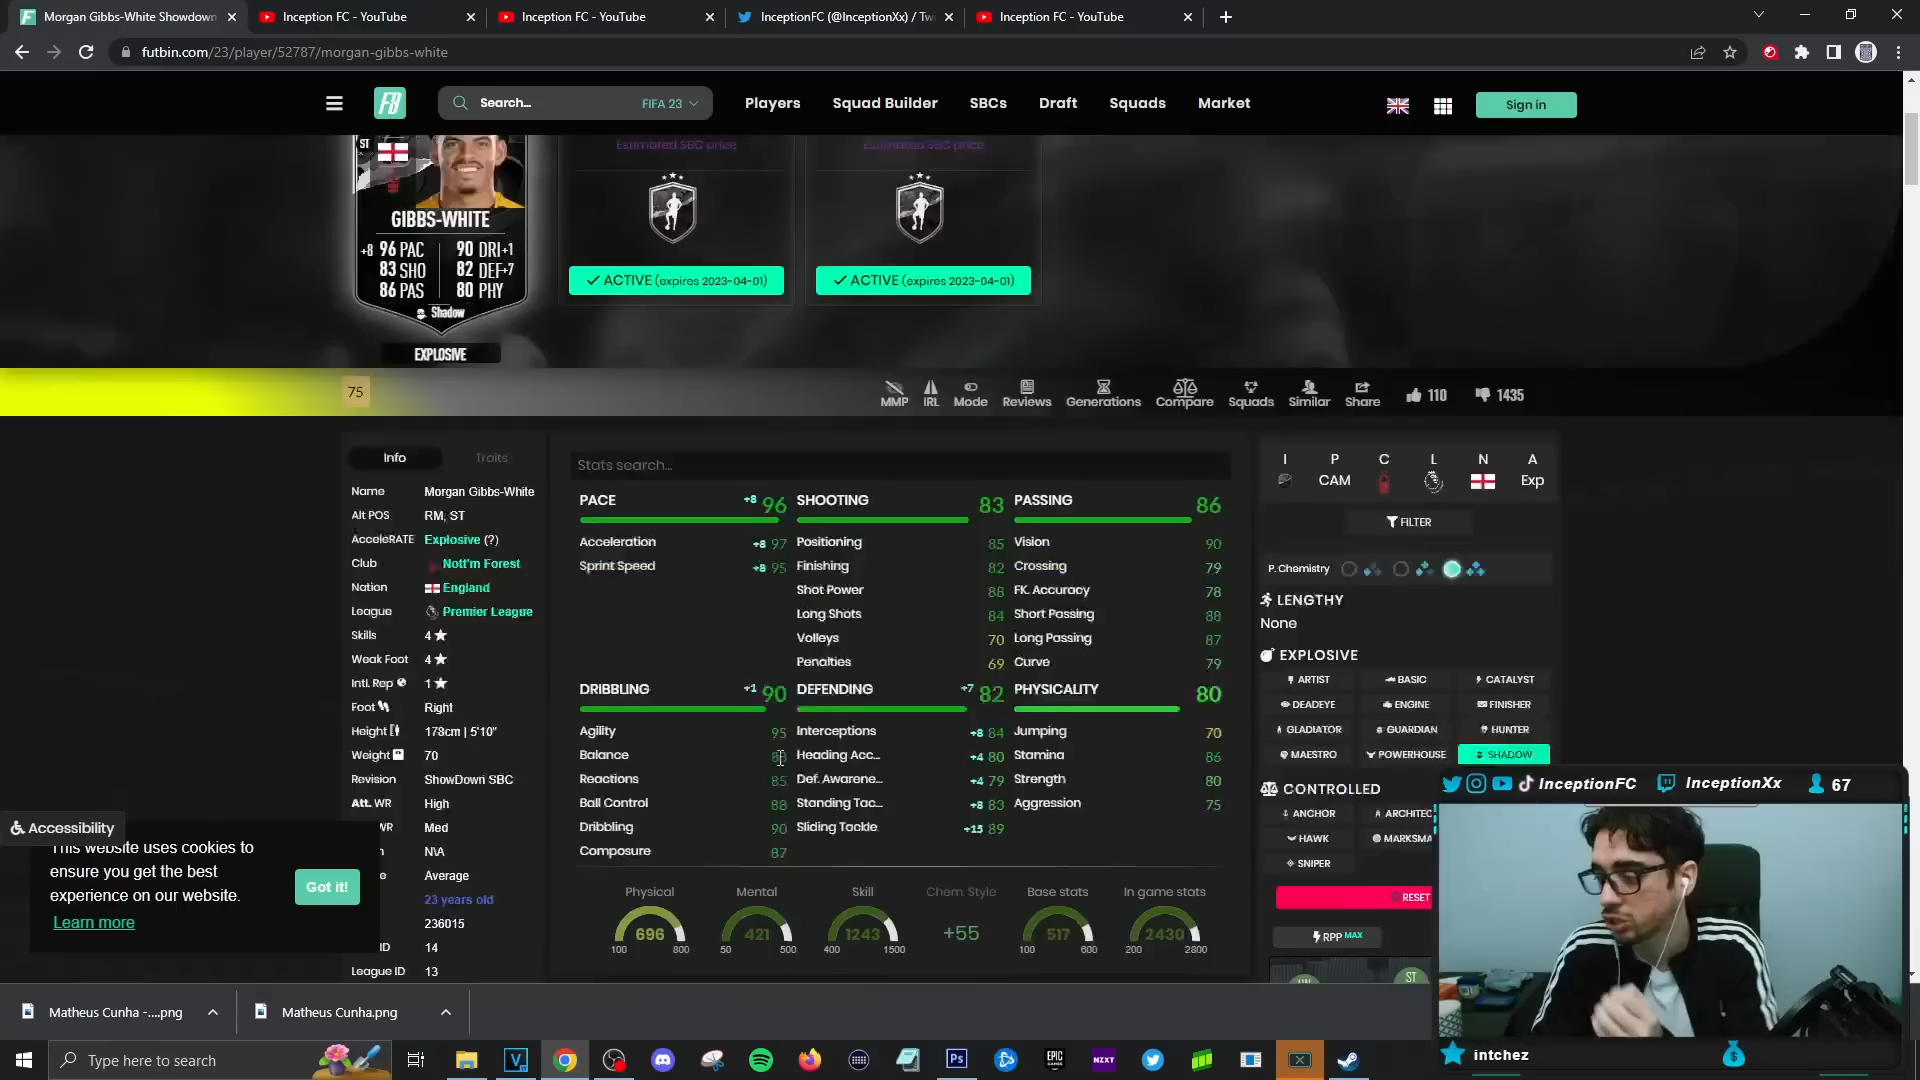 Morgan Gibbs-White Showdown
Inception FC - YouTube
Inception FC - YouTube
InceptionFC (@InceptionXx) / Tw
Inception FC - YouTube
futbin.com/23/player/52787/morgan-gibbs-white
FB
Search...
FIFA 23
Players
Squad Builder
SBCs
Draft
Squads
Market
Sign in
ST
Estimated SBC price
Estimated SBC price
GIBBS-WHITE
+8 96 PAC 90 DRI+1
83 SHO 82 DEF+7
86 PAS 80 PHY
Shadow
ACTIVE (expires 2023-04-01)
ACTIVE (expires 2023-04-01)
EXPLOSIVE
75
MMP
IRL
Mode
Reviews
Generations
Compare
Squads
Similar
Share
110
1435
Info
Traits
Name Morgan Gibbs-White
Alt POS RM, ST
AcceleRATE Explosive (?)
Club Nott'm Forest
Nation England
League Premier League
Skills 4
Weak Foot 4
Intl. Rep 1
Foot Right
Height 178cm | 5'10"
Weight 70
Revision ShowDown SBC
Att. WR High
WR Med
N\A
Average
23 years old
236015
ID 14
League ID 13
Stats search...
PACE +8 96
Acceleration +8 97
Sprint Speed +8 95
SHOOTING 83
Positioning 85
Finishing 82
Shot Power 88
Long Shots 84
Volleys 70
Penalties 69
PASSING 86
Vision 90
Crossing 79
FK. Accuracy 78
Short Passing 88
Long Passing 87
Curve 79
DRIBBLING +1 90
Agility 95
Balance
Reactions 85
Ball Control 88
Dribbling 90
Composure 87
DEFENDING +7 82
Interceptions +8 84
Heading Acc... +4 80
Def. Awarene... +4 79
Standing Tac... +8 83
Sliding Tackle +15 89
PHYSICALITY 80
Jumping 70
Stamina 86
Strength 80
Aggression 75
Physical
696
100 800
Mental
421
50 500
Skill
1243
400 1500
Chem. Style
+55
Base stats
517
100 600
In game stats
2430
200 2800
I P C L N A
CAM Exp
FILTER
P. Chemistry
LENGTHY
None
EXPLOSIVE
ARTIST BASIC CATALYST
DEADEYE ENGINE FINISHER
GLADIATOR GUARDIAN HUNTER
MAESTRO POWERHOUSE SHADOW
CONTROLLED
ANCHOR ARCHITEC
HAWK MARKSMA
SNIPER
RESET
RPP MAX
LW
ST
Accessibility
This website uses cookies to
ensure you get the best
experience on our website.
Learn more
Got it!
InceptionFC
InceptionXx
67
intchez
Matheus Cunha -....png
Matheus Cunha.png
Type here to search
V
Ps
EPIC
GAMES
NZXT